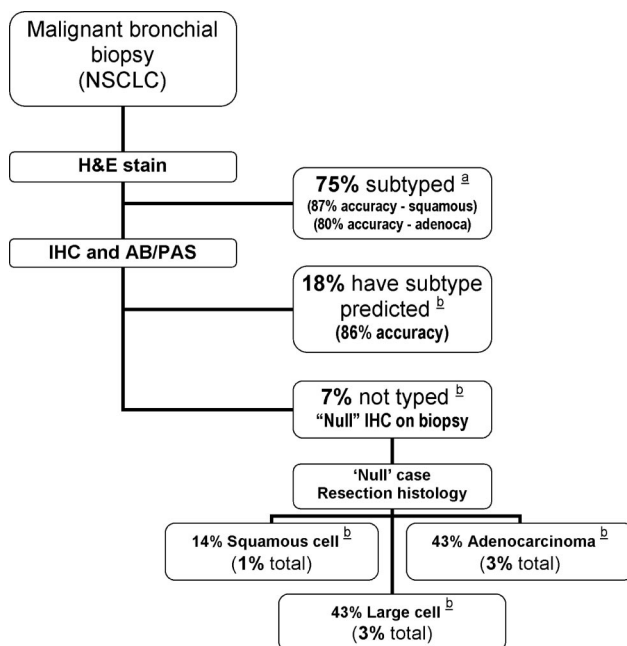 Malignant bronchial
biopsy
(NSCLC)
H&E stain
75% subtyped a
(87% accuracy - squamous)
(80% accuracy - adenoca)
IHC and AB/PAS
18% have subtype
predicted b
(86% accuracy)
7% not typed b
“Null” IHC on biopsy
‘Null’ case
Resection histology
14% Squamous cell b
(1% total)
43% Adenocarcinoma b
(3% total)
43% Large cell b
(3% total)